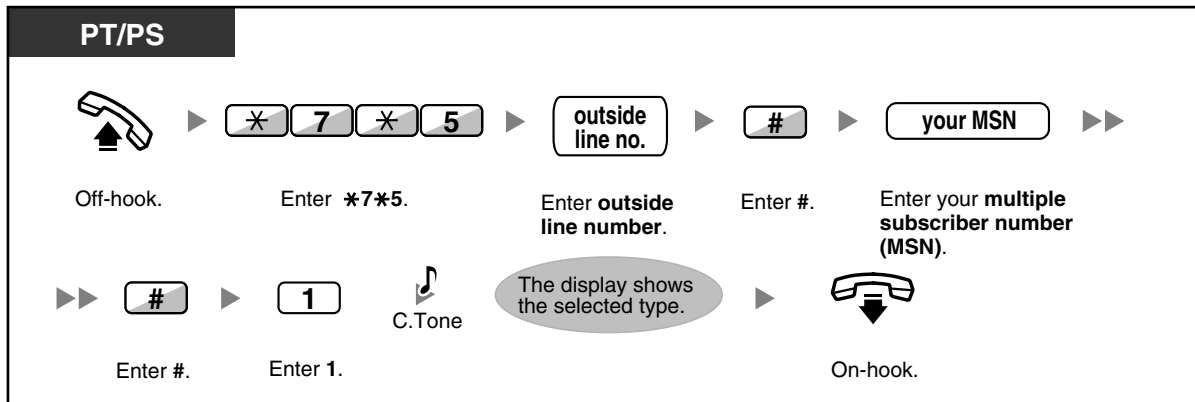 PT/PS
* 7 * 5
outside
line no.
#
your MSN
Off-hook.
Enter *7*5.
Enter outside
line number.
Enter #.
Enter your multiple
subscriber number
(MSN).
#
1
C.Tone
The display shows
the selected type.
Enter #.
Enter 1.
On-hook.